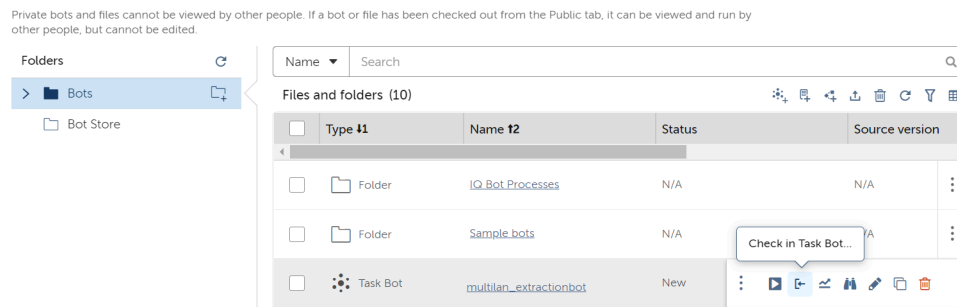 Private bots and files cannot be viewed by other people. If a bot or file has been checked out from the Public tab, it can be viewed and run by
other people, but cannot be edited.
Folders
Name Search
Bots
Files and folders (10)
Bot Store
Type Name Status Source version
Folder IQ Bot Processes N/A N/A
Folder Sample bots N/A /A
Check in Task Bot...
Task Bot multilan_extractionbot New